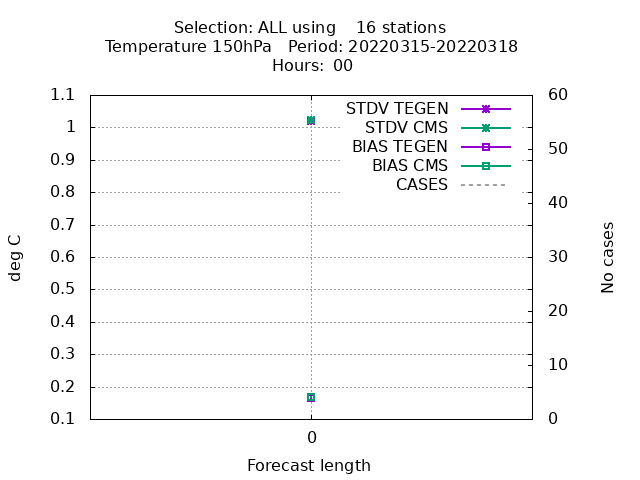 Selection: ALL using    16 stations
Temperature 150hPa   Period: 20220315-20220318
Hours:  00
1.1
1
0.9
0.8
0.7
0.6
0.5
0.4
0.3
0.2
0.1
deg C
STDV TEGEN
STDV CMS
BIAS TEGEN
BIAS CMS
CASES
60
50
40
30
20
10
0
No cases
0
Forecast length